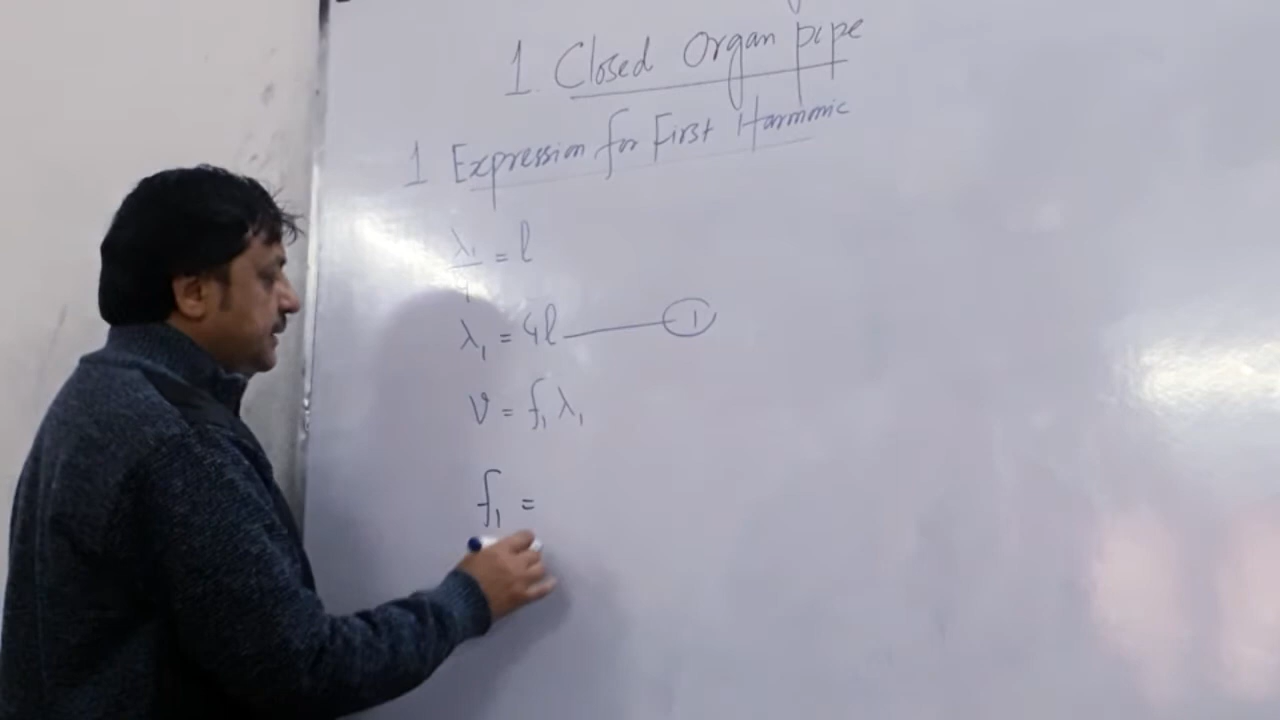 1. Closed Organ pipe
1 Expression for First Harmonic
λ₁/4 = l
λ₁ = 4l ——— ①
v = f₁ λ₁
f₁ =